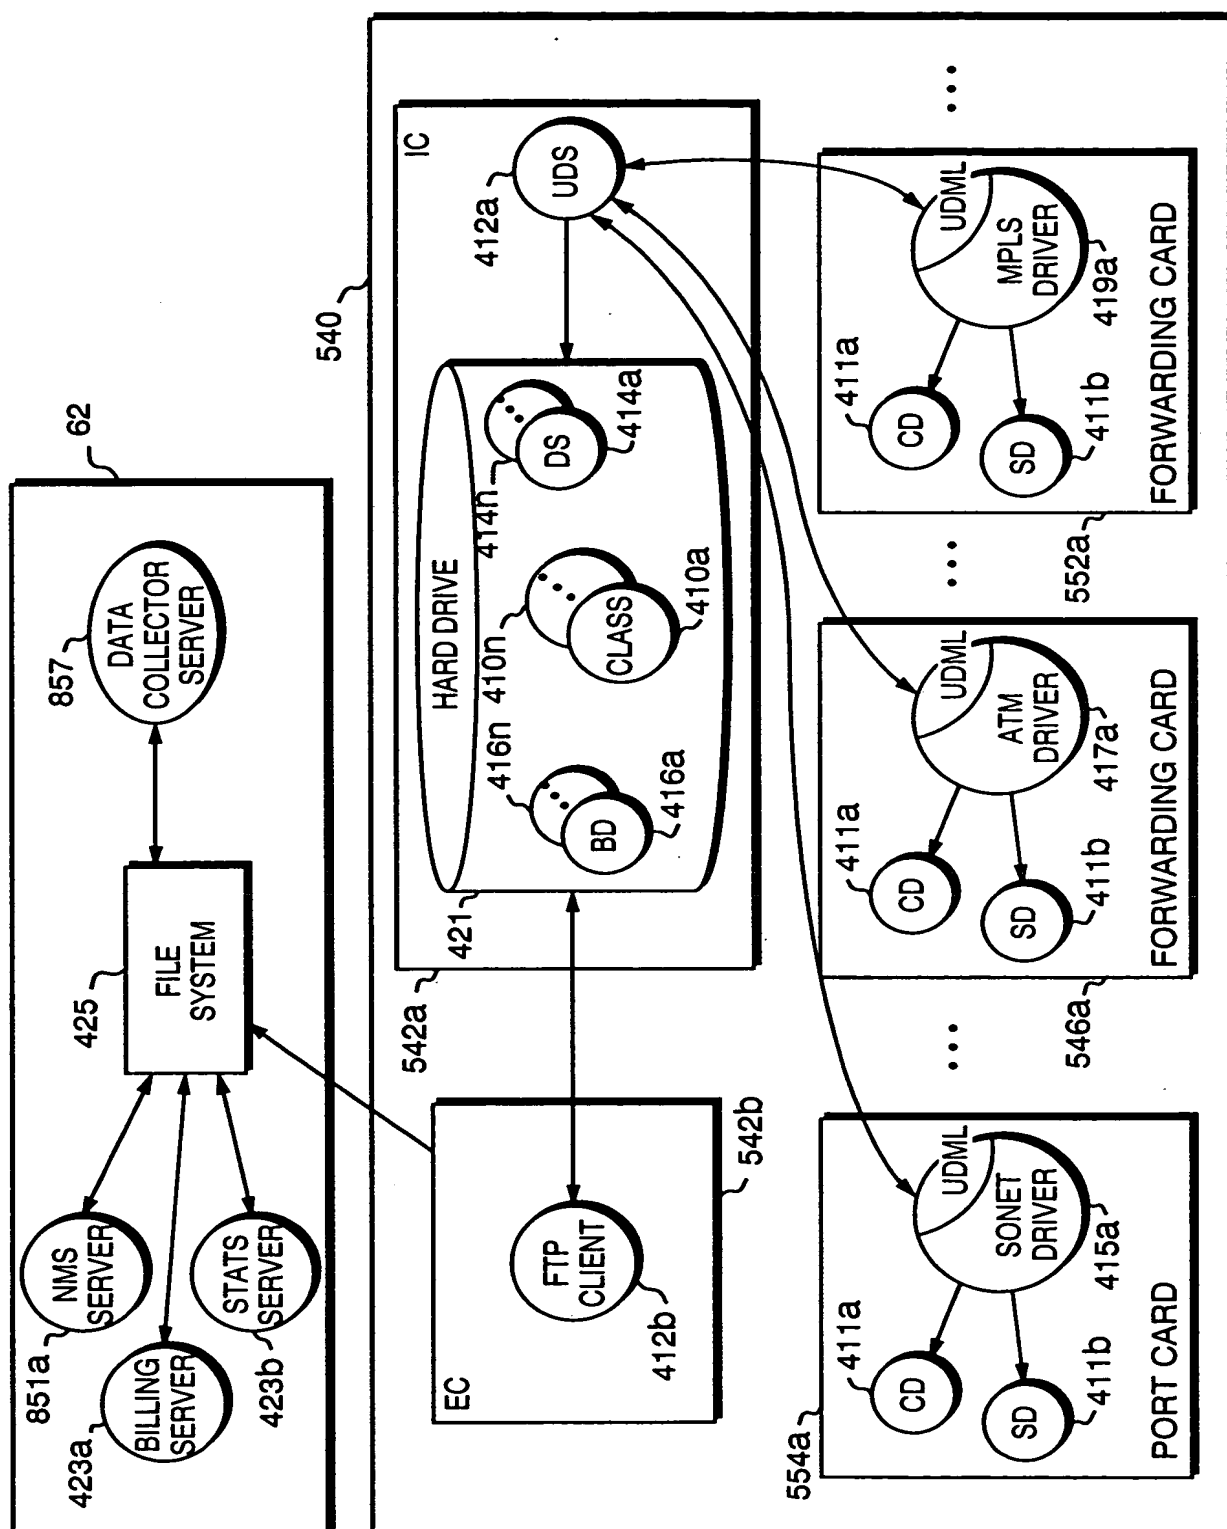 62
857
DATA
COLLECTOR
SERVER
425
FILE
SYSTEM
851a
NMS
SERVER
423a
BILLING
SERVER
423b
STATS
SERVER
540
IC
412a
UDS
HARD DRIVE
421
414n
DS
414a
410n
CLASS
410a
416n
BD
416a
542a
EC
542b
FTP
CLIENT
412b
554a
411a
CD
411b
SD
UDML
SONET
DRIVER
415a
PORT CARD
546a
411a
CD
411b
SD
UDML
ATM
DRIVER
417a
FORWARDING CARD
552a
411a
CD
411b
SD
UDML
MPLS
DRIVER
419a
FORWARDING CARD